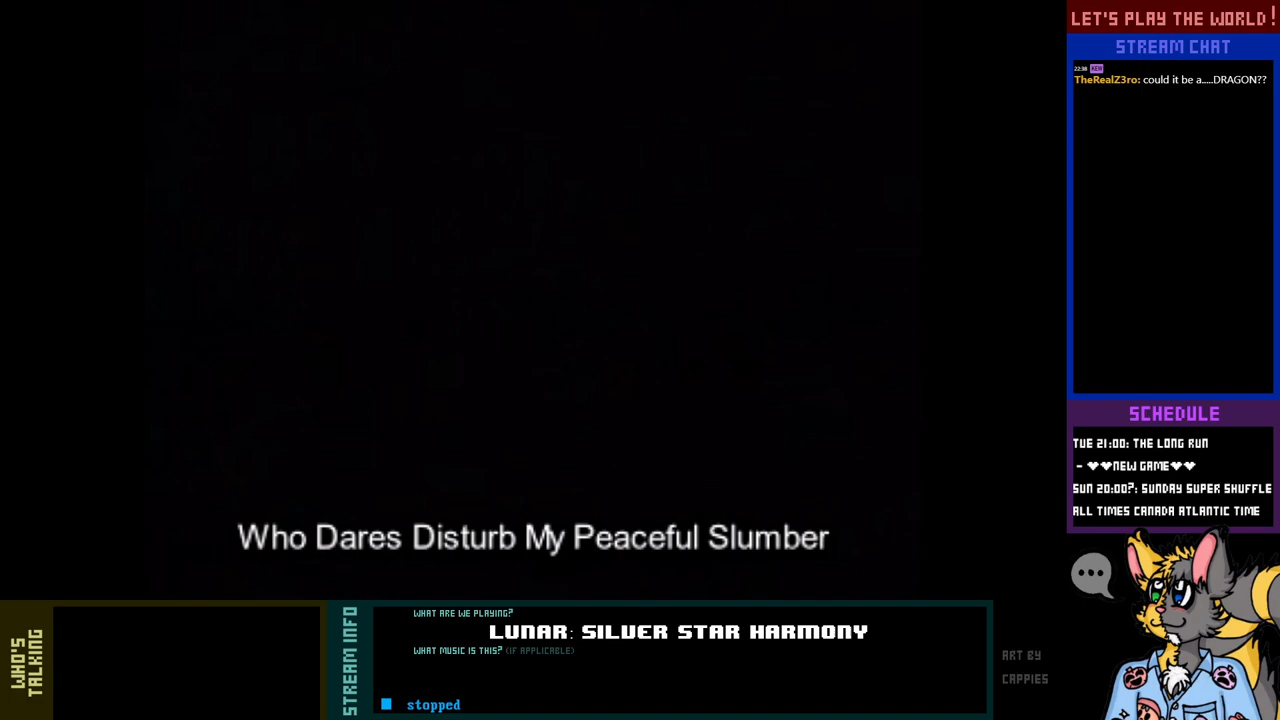 LET'S PLAY THE WORLD!
STREAM CHAT
22:38 NEW
TheRealZ3ro: could it be a.....DRAGON??
Who Dares Disturb My Peaceful Slumber
SCHEDULE
TUE 21:00: THE LONG RUN
- ♥♥NEW GAME♥♥
SUN 20:00?: SUNDAY SUPER SHUFFLE
ALL TIMES CANADA ATLANTIC TIME
WHO'S
TALKING
STREAM INFO
WHAT ARE WE PLAYING?
LUNAR: SILVER STAR HARMONY
WHAT MUSIC IS THIS? (IF APPLICABLE)
stopped
ART BY
CAPPIES